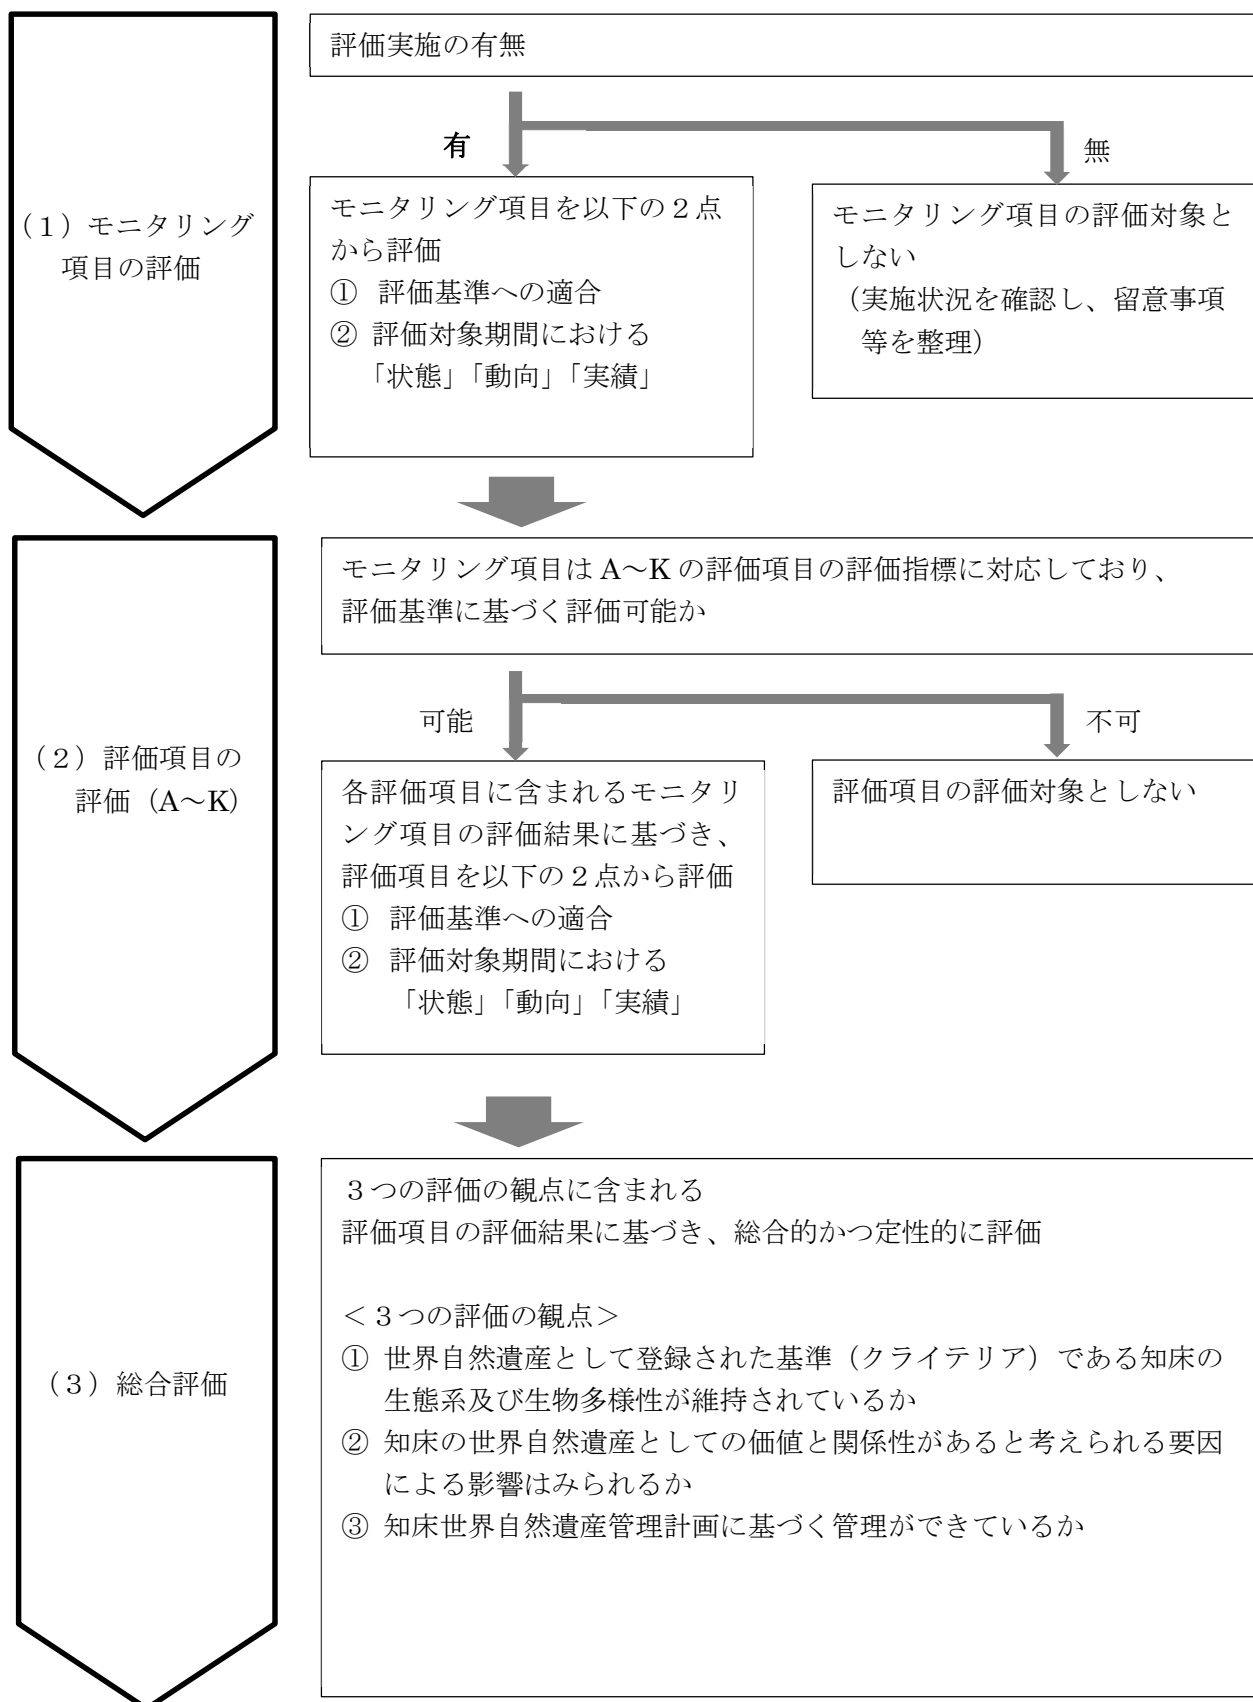 評価実施の有無
有
無
（１）モニタリング
項目の評価
モニタリング項目を以下の２点
から評価
① 評価基準への適合
② 評価対象期間における
「状態」「動向」「実績」
モニタリング項目の評価対象と
しない
（実施状況を確認し、留意事項
等を整理）
モニタリング項目は A～K の評価項目の評価指標に対応しており、
評価基準に基づく評価可能か
可能
不可
（２）評価項目の
評価（A～K）
各評価項目に含まれるモニタリ
ング項目の評価結果に基づき、
評価項目を以下の２点から評価
① 評価基準への適合
② 評価対象期間における
「状態」「動向」「実績」
評価項目の評価対象としない
（３）総合評価
３つの評価の観点に含まれる
評価項目の評価結果に基づき、総合的かつ定性的に評価
＜３つの評価の観点＞
① 世界自然遺産として登録された基準（クライテリア）である知床の
生態系及び生物多様性が維持されているか
② 知床の世界自然遺産としての価値と関係性があると考えられる要因
による影響はみられるか
③ 知床世界自然遺産管理計画に基づく管理ができているか